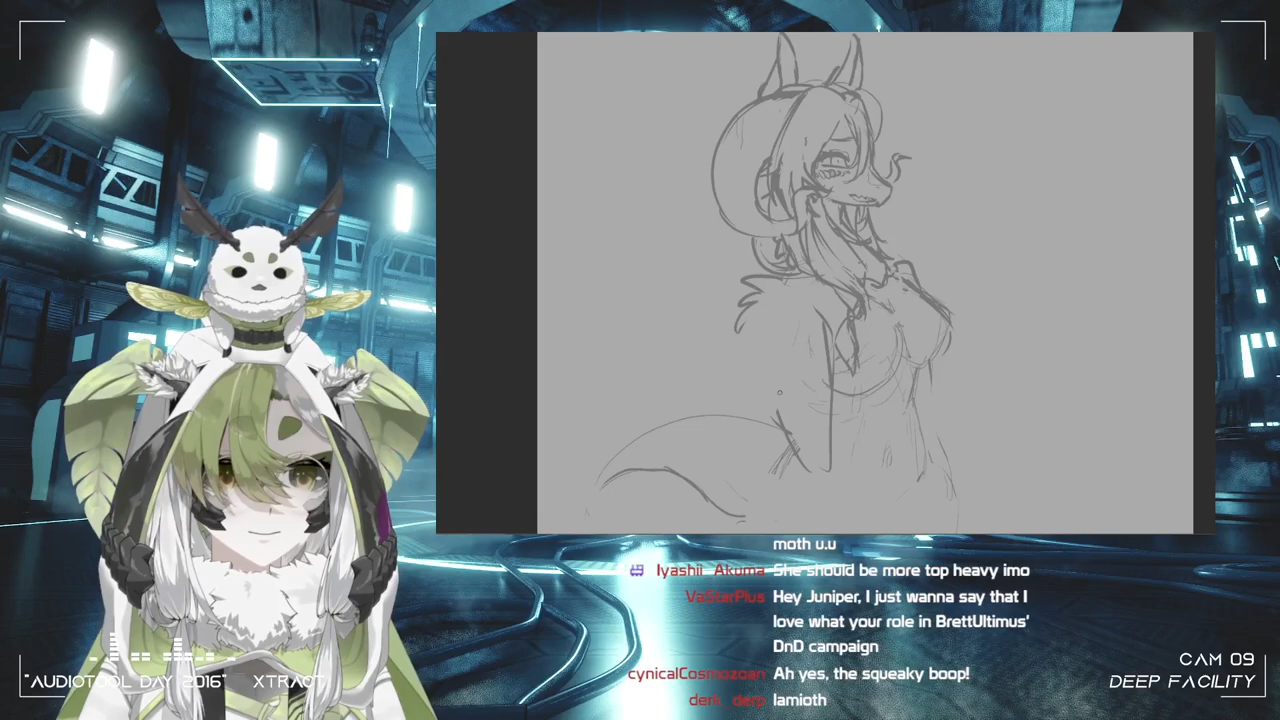 moth u.u
Iyashii_Akuma She should be more top heavy imo
VaStarPlus Hey Juniper, I just wanna say that I
love what your role in BrettUltimus'
DnD campaign
cynicalCosmozoan Ah yes, the squeaky boop!
derk_derp lamioth
"AUDIOTOOL DAY 2016" XTRACT
CAM 09
DEEP FACILITY